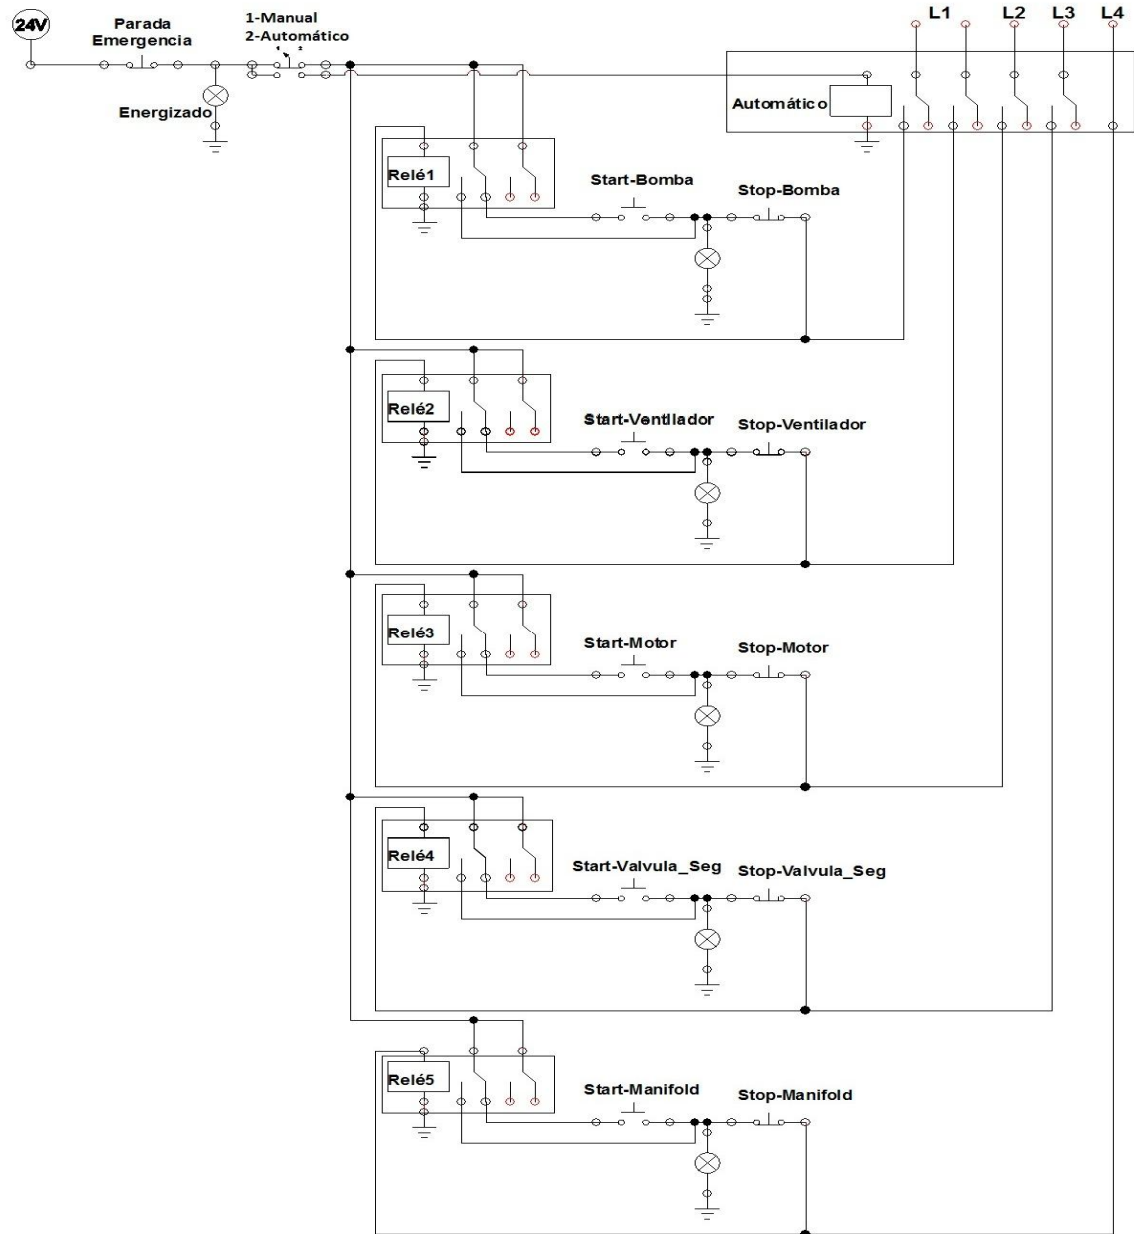 24V
Parada
Emergencia
1-Manual
2-Automático
L1
L2
L3
L4
Energizado
Automático
Relé1
Start-Bomba
Stop-Bomba
Relé2
Start-Ventilador
Stop-Ventilador
Relé3
Start-Motor
Stop-Motor
Relé4
Start-Valvula_Seg
Stop-Valvula_Seg
Relé5
Start-Manifold
Stop-Manifold